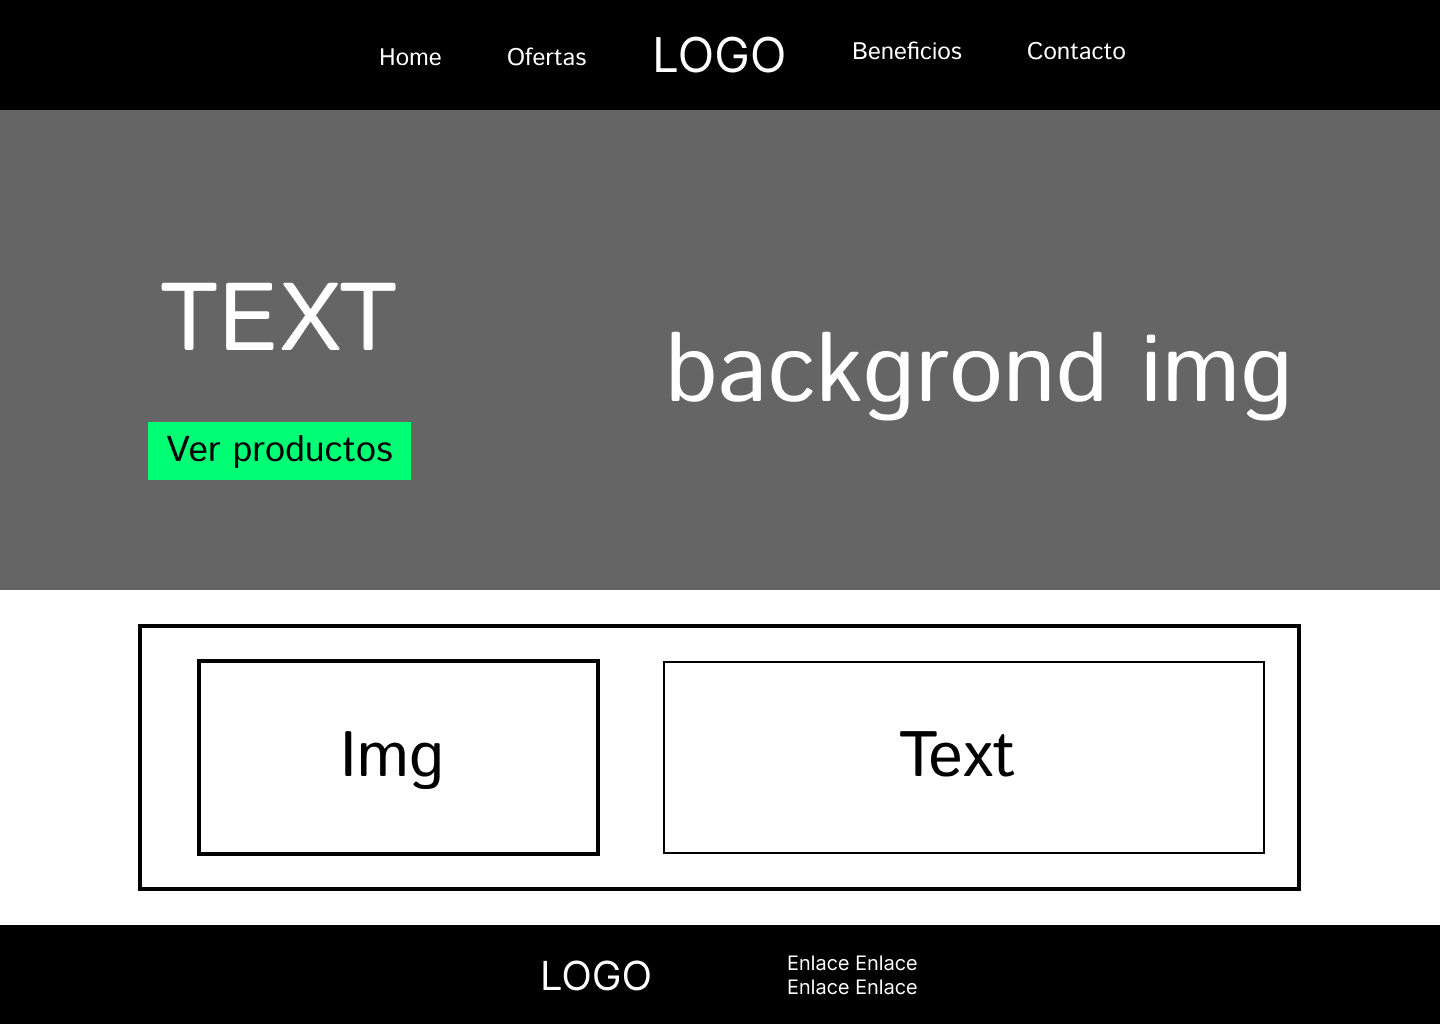 Home Ofertas LOGO Beneficios Contacto
TEXT
backgrond img
Ver productos
Img Text
LOGO
Enlace Enlace
Enlace Enlace